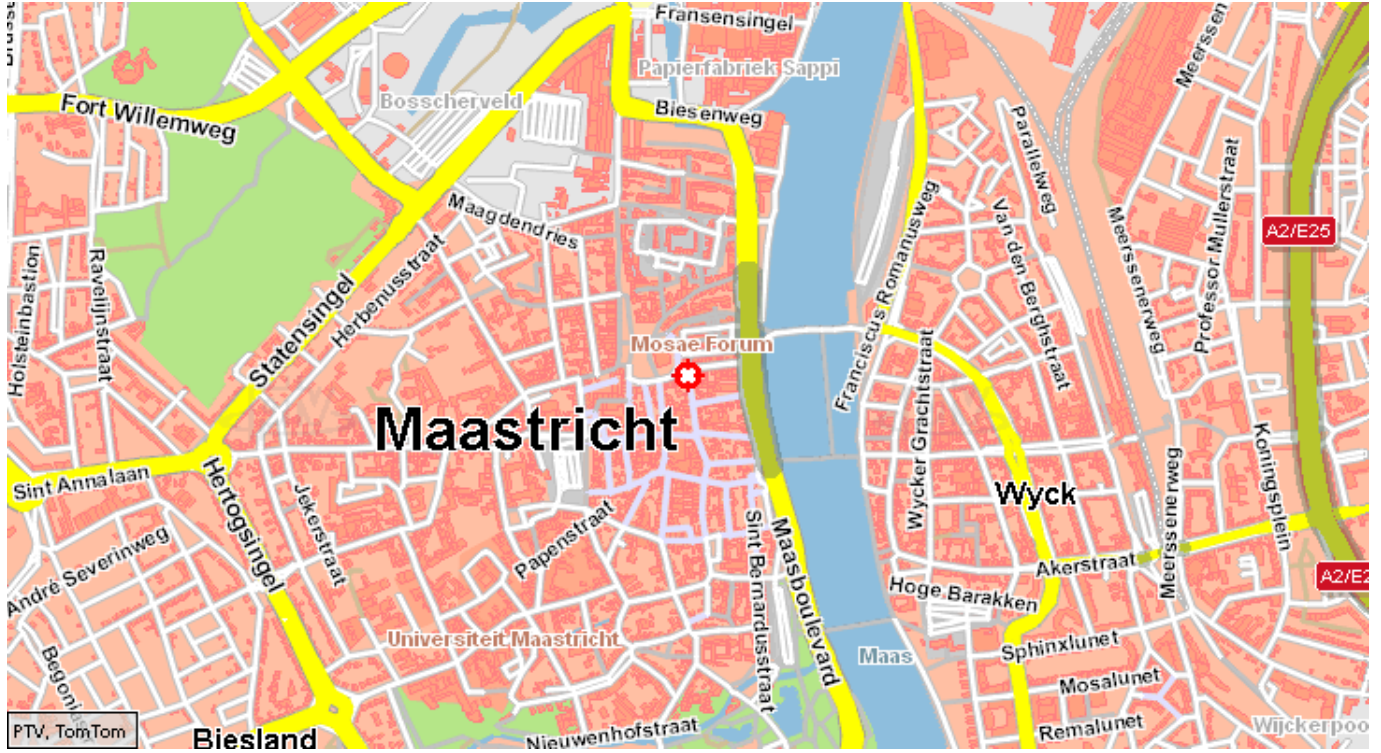 Fransensingel
Meerssen
Papierfabriek Sappi
Bosscherveld
Fort Willemweg
Biesenweg
Parallelweg
Professor Mullerstraat
Maagdendries
Franciscus Romanusweg
Van den Berghstraat
Meerssenerweg
A2/E25
Holsteinbastion
Ravelijnstraat
Herbenusstraat
Statensingel
Mosae Forum
Maastricht
Wycker Grachtstraat
Koningsplein
Sint Annalaan
Hertogsingel
Jekerstraat
Wyck
Meerssenerweg
Papenstraat
Sint Bernardusstraat
Maasboulevard
Akerstraat
André Severinweg
Hoge Barakken
A2/E2
Universiteit Maastricht
Maas
Sphinxlunet
Mosalunet
Remalunet
Wijckerpoo
PTV, TomTom
Biesland
Nieuwenhofstraat